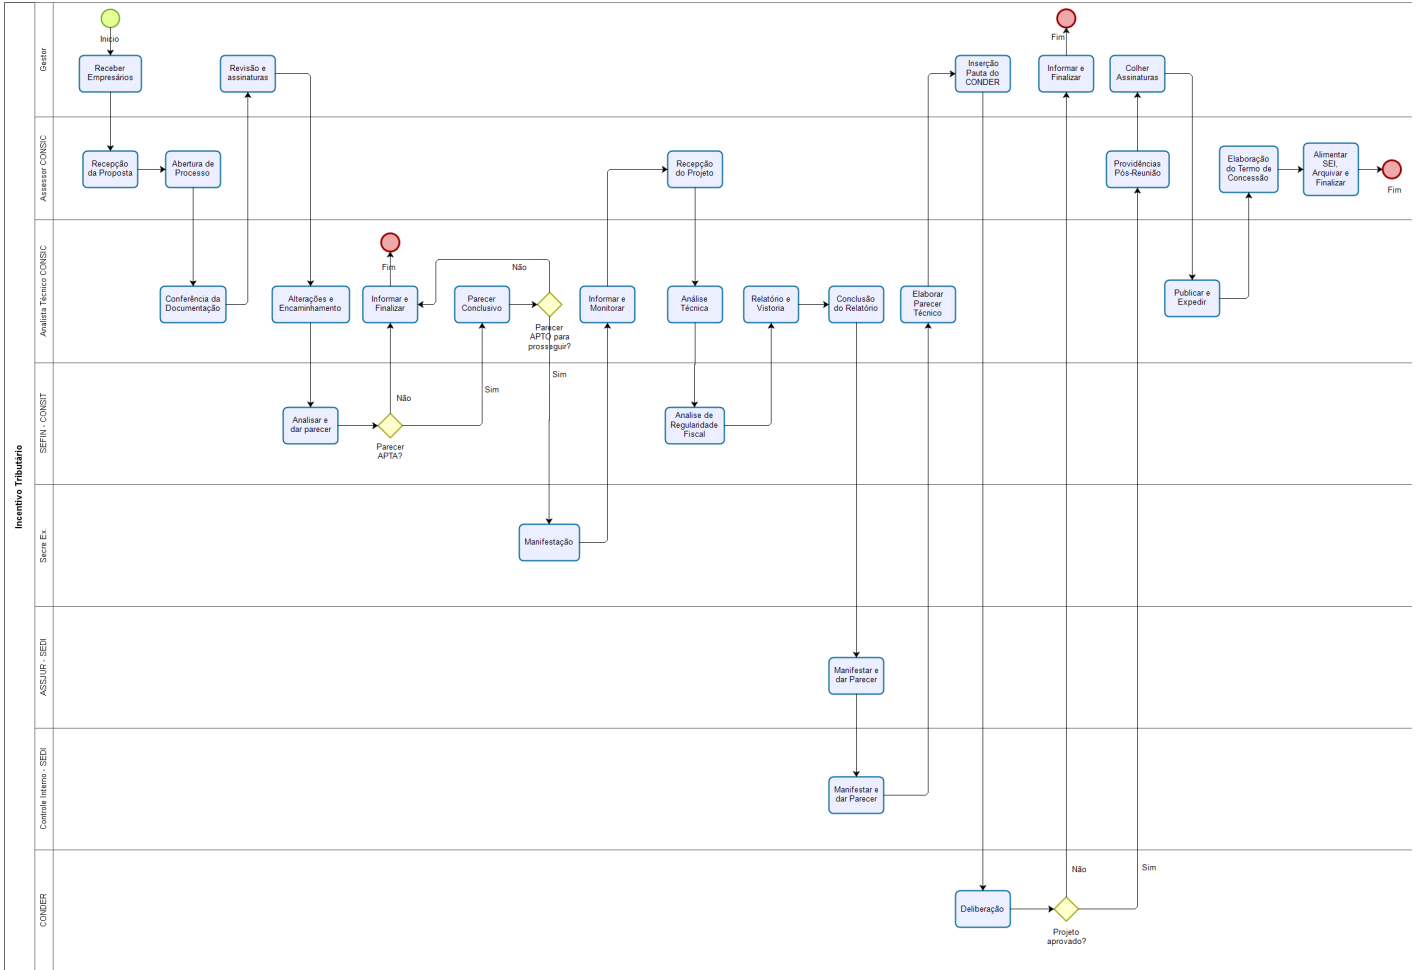 Incentivo Tributário
Gestor
Início
Receber
Empresários
Revisão e
assinaturas
Inserção
Pauta do
CONDER
Fim
Informar e
Finalizar
Colher
Assinaturas
Assessor CONSIC
Recepção
da Proposta
Abertura de
Processo
Recepção
do Projeto
Providências
Pós-Reunião
Elaboração
do Termo de
Concessão
Alimentar
SEI,
Arquivar e
Finalizar
Fim
Analista Técnico CONSIC
Conferência da
Documentação
Alterações e
Encaminhamento
Fim
Informar e
Finalizar
Não
Parecer
Conclusivo
Parecer
APTO para
prosseguir?
Sim
Informar e
Monitorar
Análise
Técnica
Relatório e
Vistoria
Conclusão
do Relatório
Elaborar
Parecer
Técnico
Publicar e
Expedir
SEFIN - CONSIT
Analisar e
dar parecer
Não
Sim
Parecer
APTA?
Análise de
Regularidade
Fiscal
Secre Ex.
Manifestação
ASSJUR - SEDI
Manifestar e
dar Parecer
Controle Interno - SEDI
Manifestar e
dar Parecer
CONDER
Deliberação
Não
Sim
Projeto
aprovado?